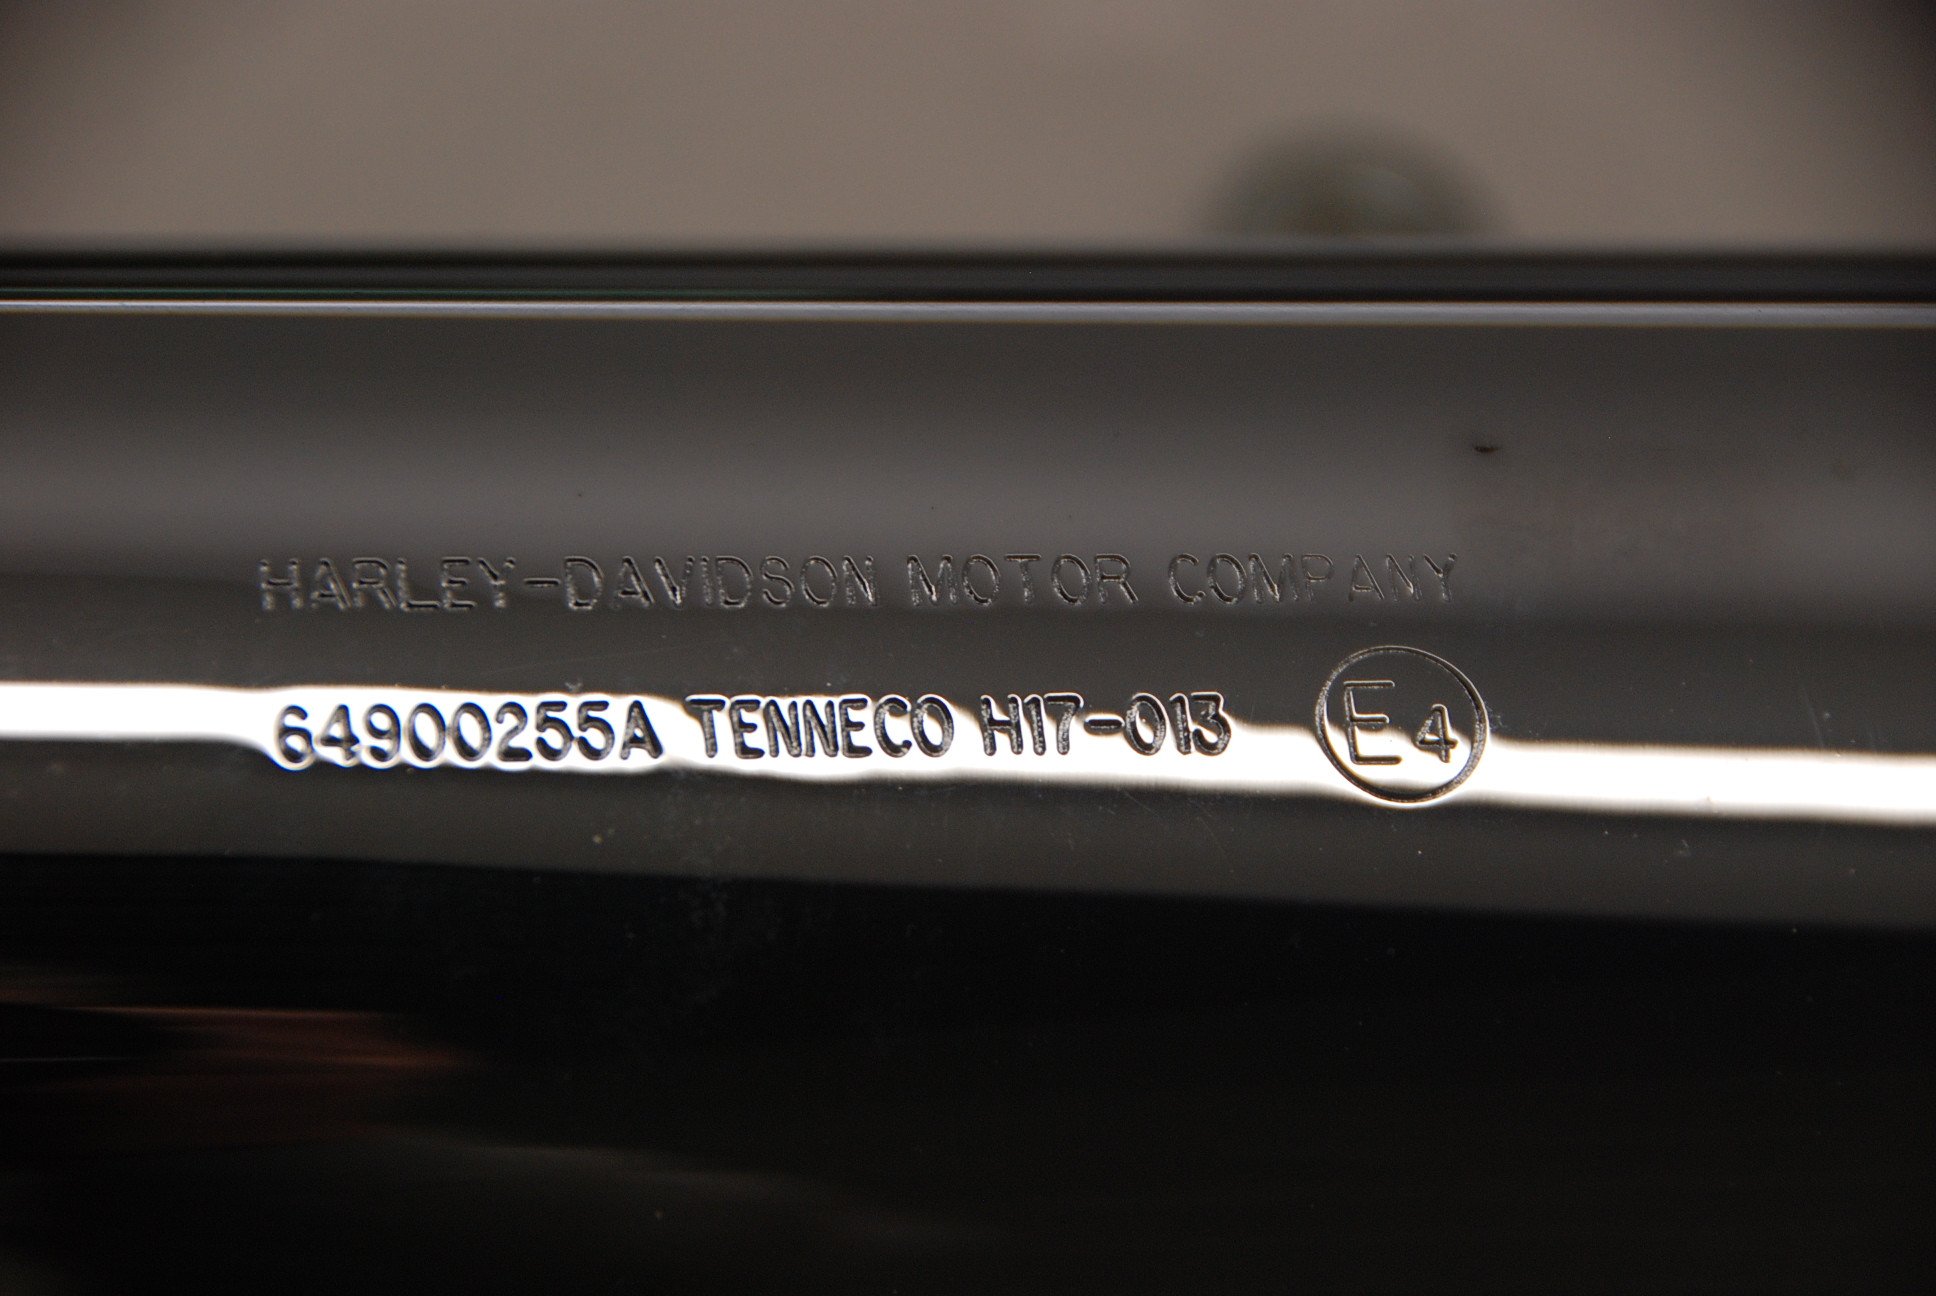 HARLEY-DAVIDSON MOTOR COMPANY
64900255A TENNECO H17-013 E4